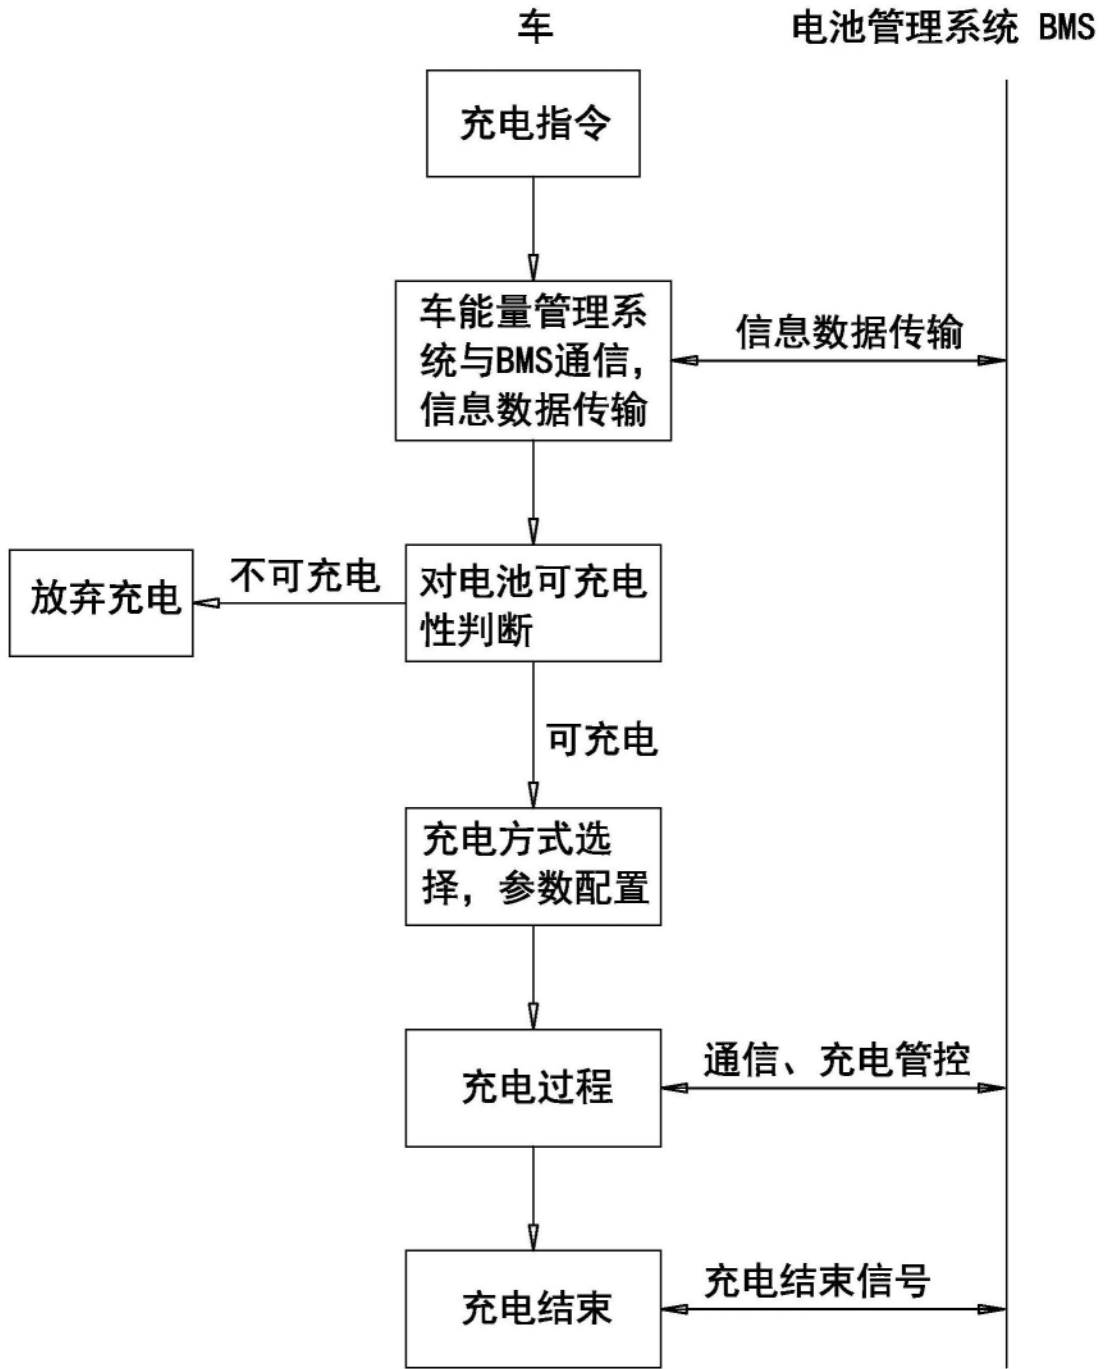 车
电池管理系统 BMS
充电指令
车能量管理系
统与BMS通信,
信息数据传输
信息数据传输
放弃充电
不可充电
对电池可充电
性判断
可充电
充电方式选
择，参数配置
充电过程
通信、充电管控
充电结束
充电结束信号